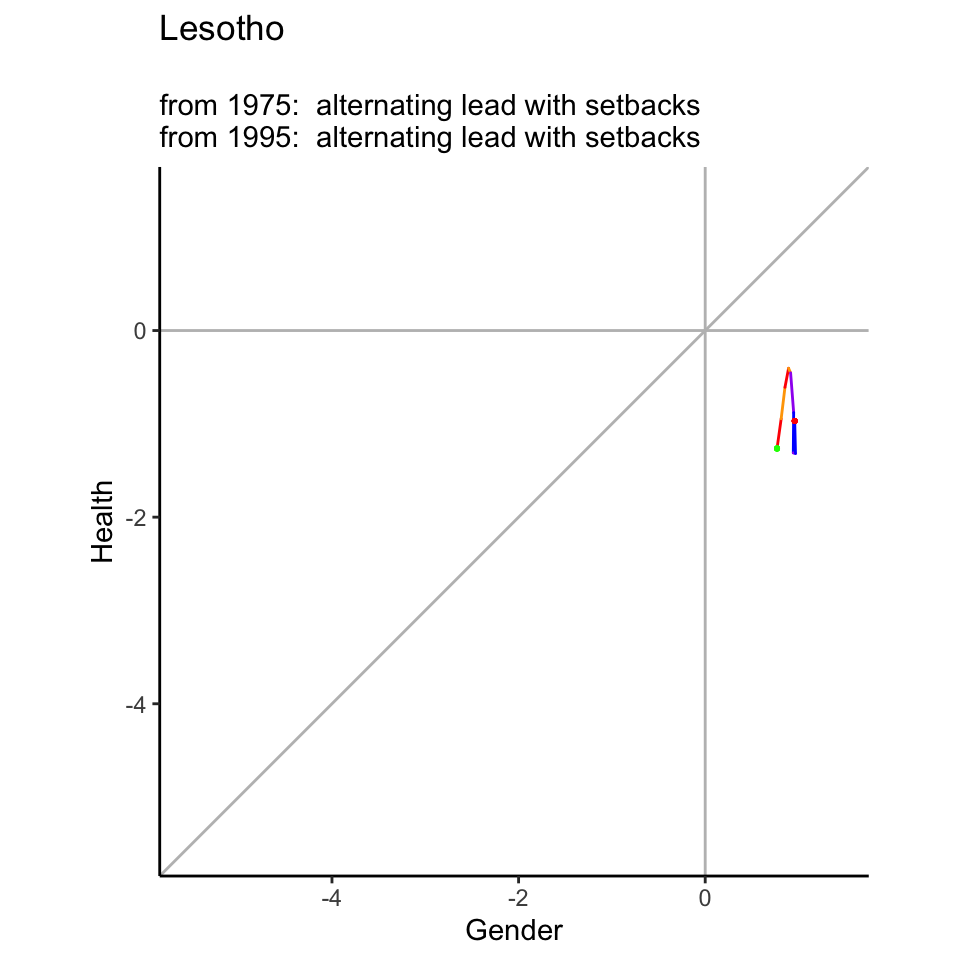 Lesotho
from 1975:  alternating lead with setbacks
from 1995:  alternating lead with setbacks
0
-2
-4
Health
-4
-2
0
Gender